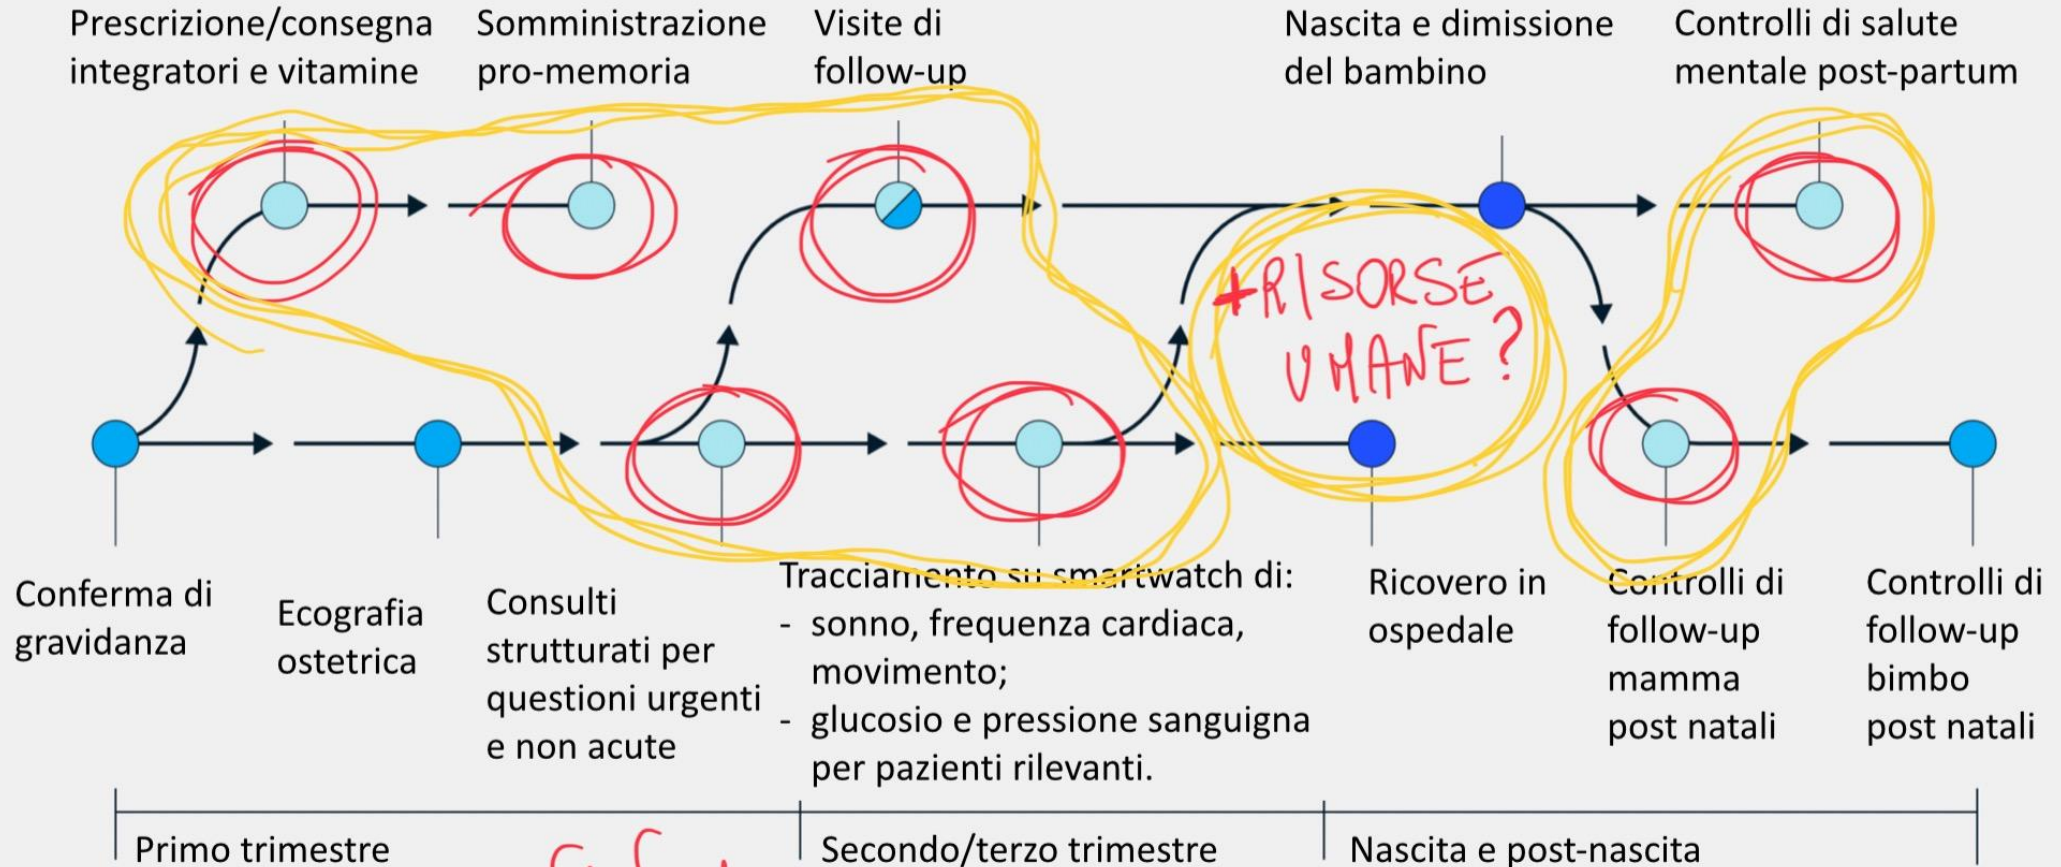 Prescrizione/consegna
integratori e vitamine
Somministrazione
pro-memoria
Visite di
follow-up
Nascita e dimissione
del bambino
Controlli di salute
mentale post-partum
+RISORSE
UMANE?
Conferma di
gravidanza
Ecografia
ostetrica
Consulti
strutturati per
questioni urgenti
e non acute
Tracciamento su smartwatch di:
- sonno, frequenza cardiaca,
movimento;
- glucosio e pressione sanguigna
per pazienti rilevanti.
Ricovero in
ospedale
Controlli di
follow-up
mamma
post natali
Controlli di
follow-up
bimbo
post natali
Primo trimestre
Secondo/terzo trimestre
Nascita e post-nascita